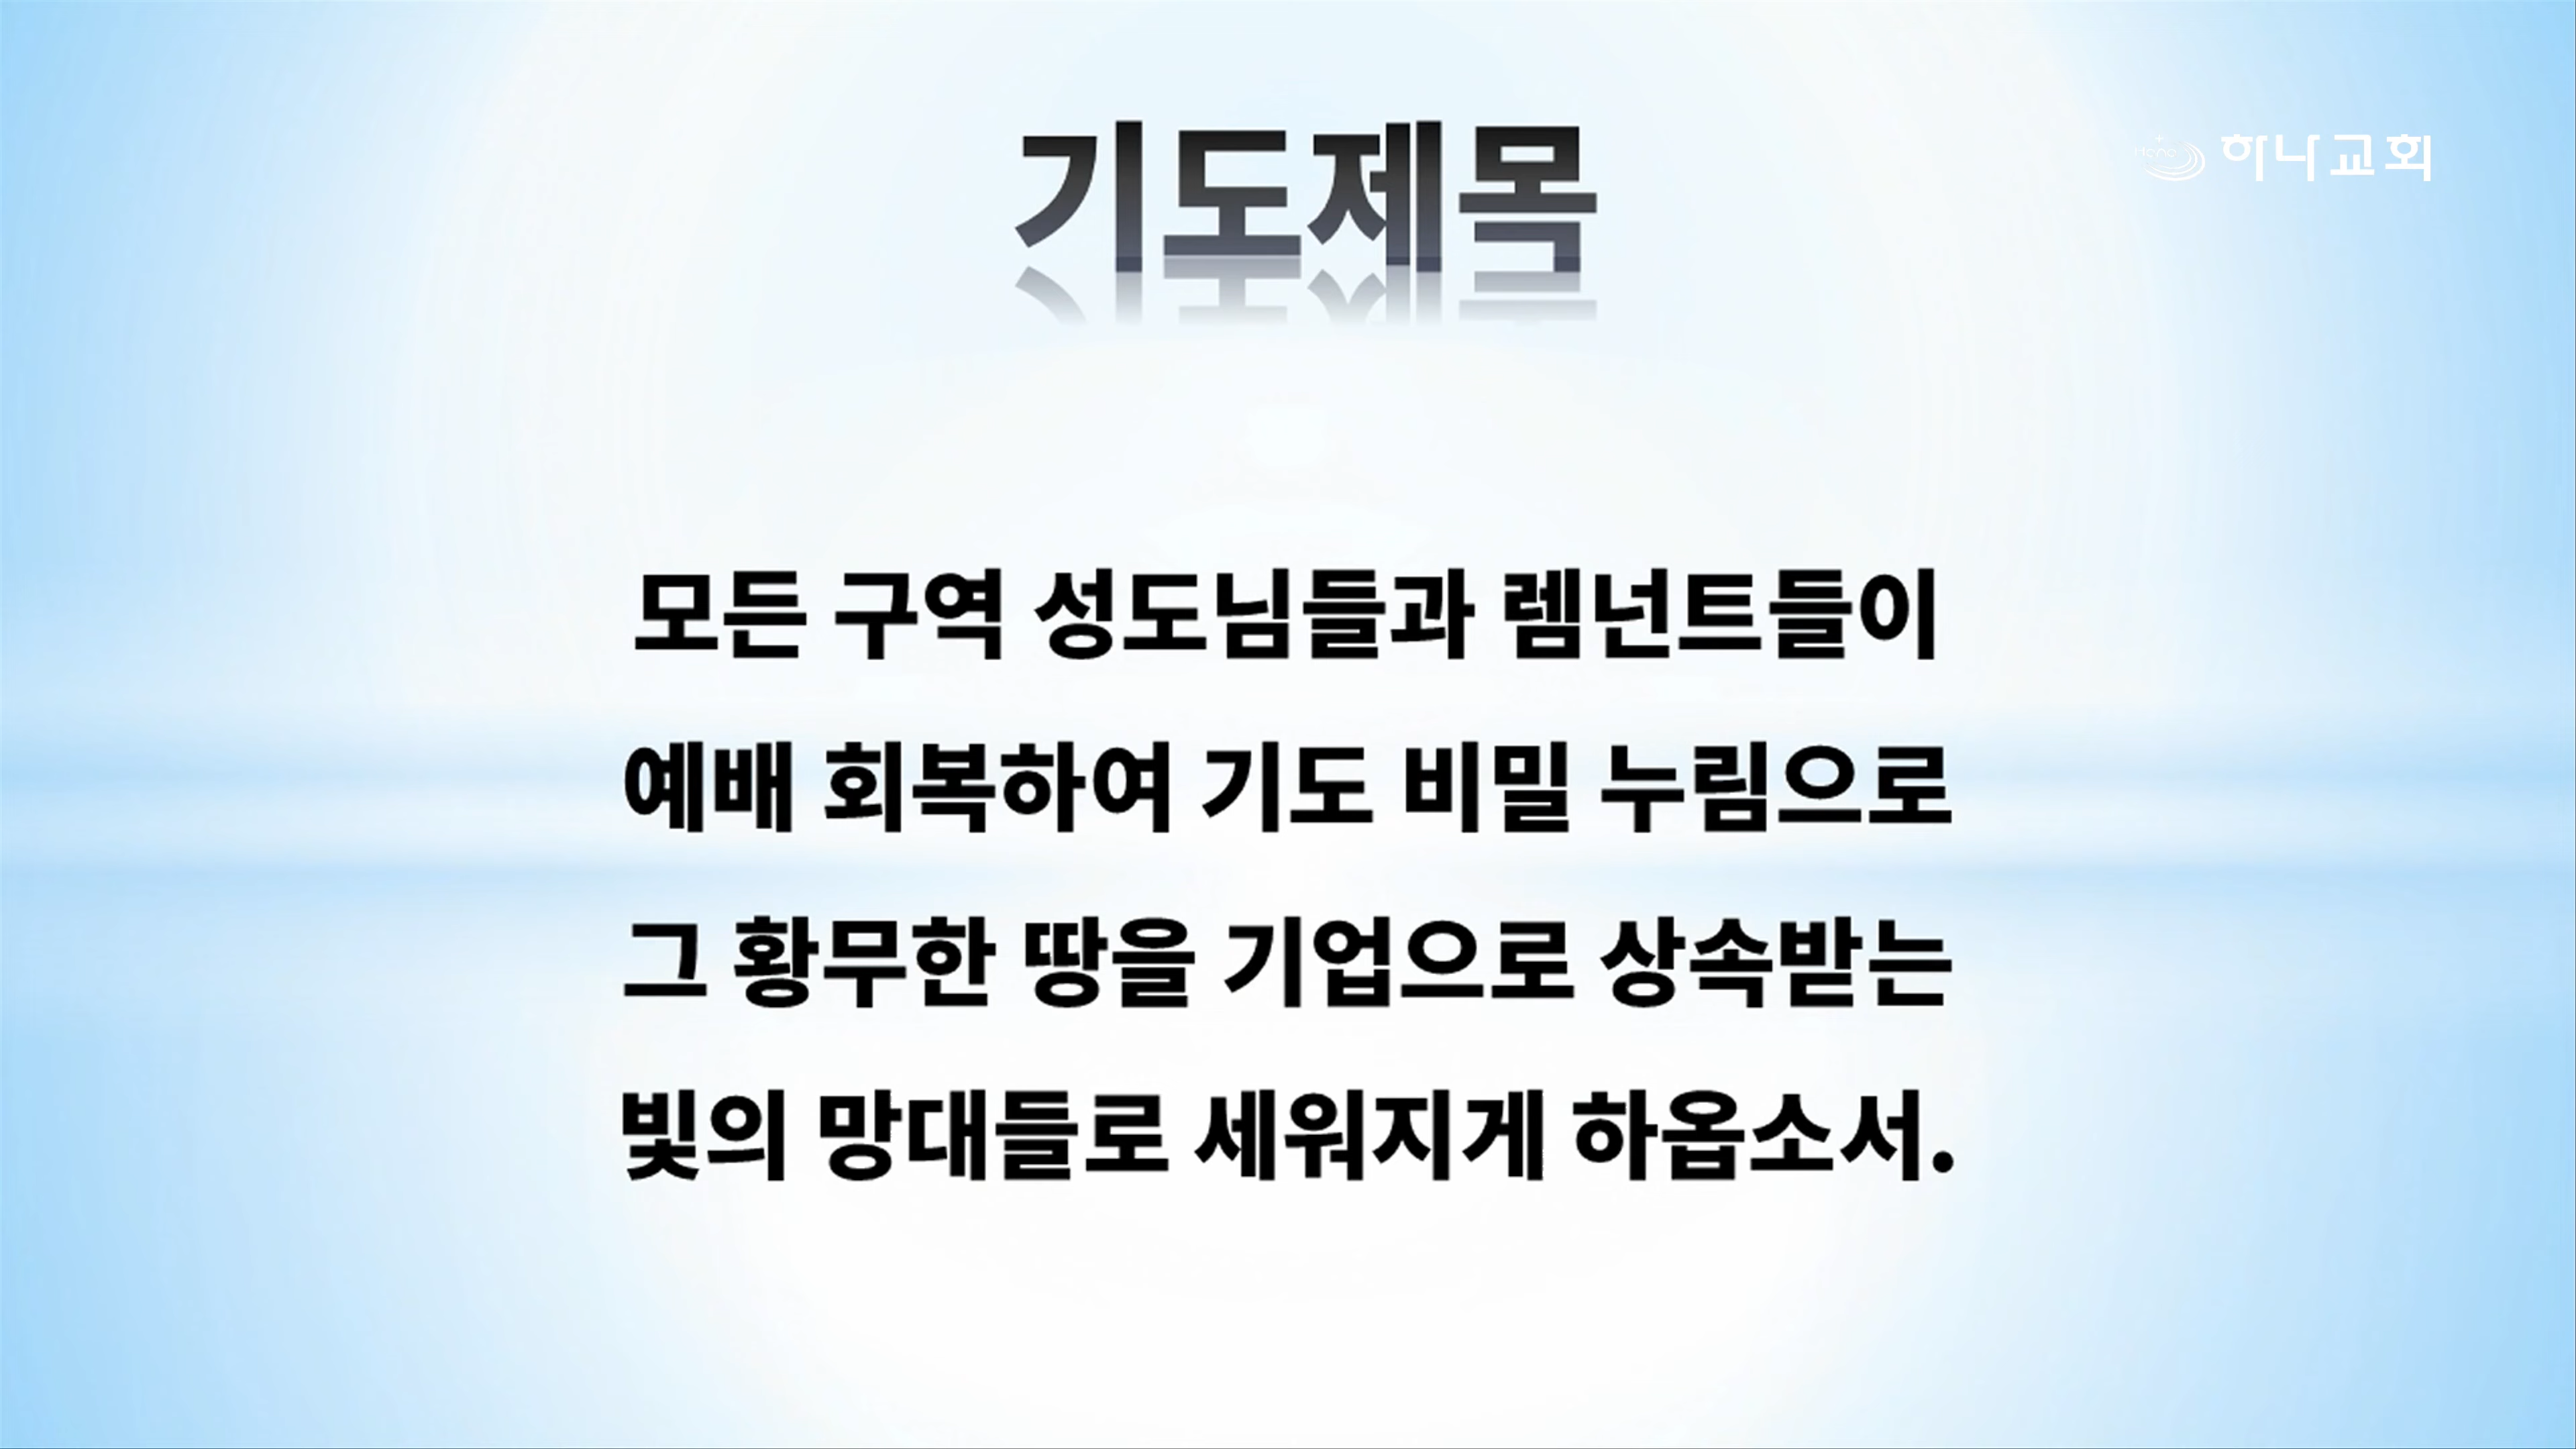 기도제목
하나교회
모든 구역 성도님들과 렘넌트들이
예배 회복하여 기도 비밀 누림으로
그 황무한 땅을 기업으로 상속받는
빛의 망대들로 세워지게 하옵소서.